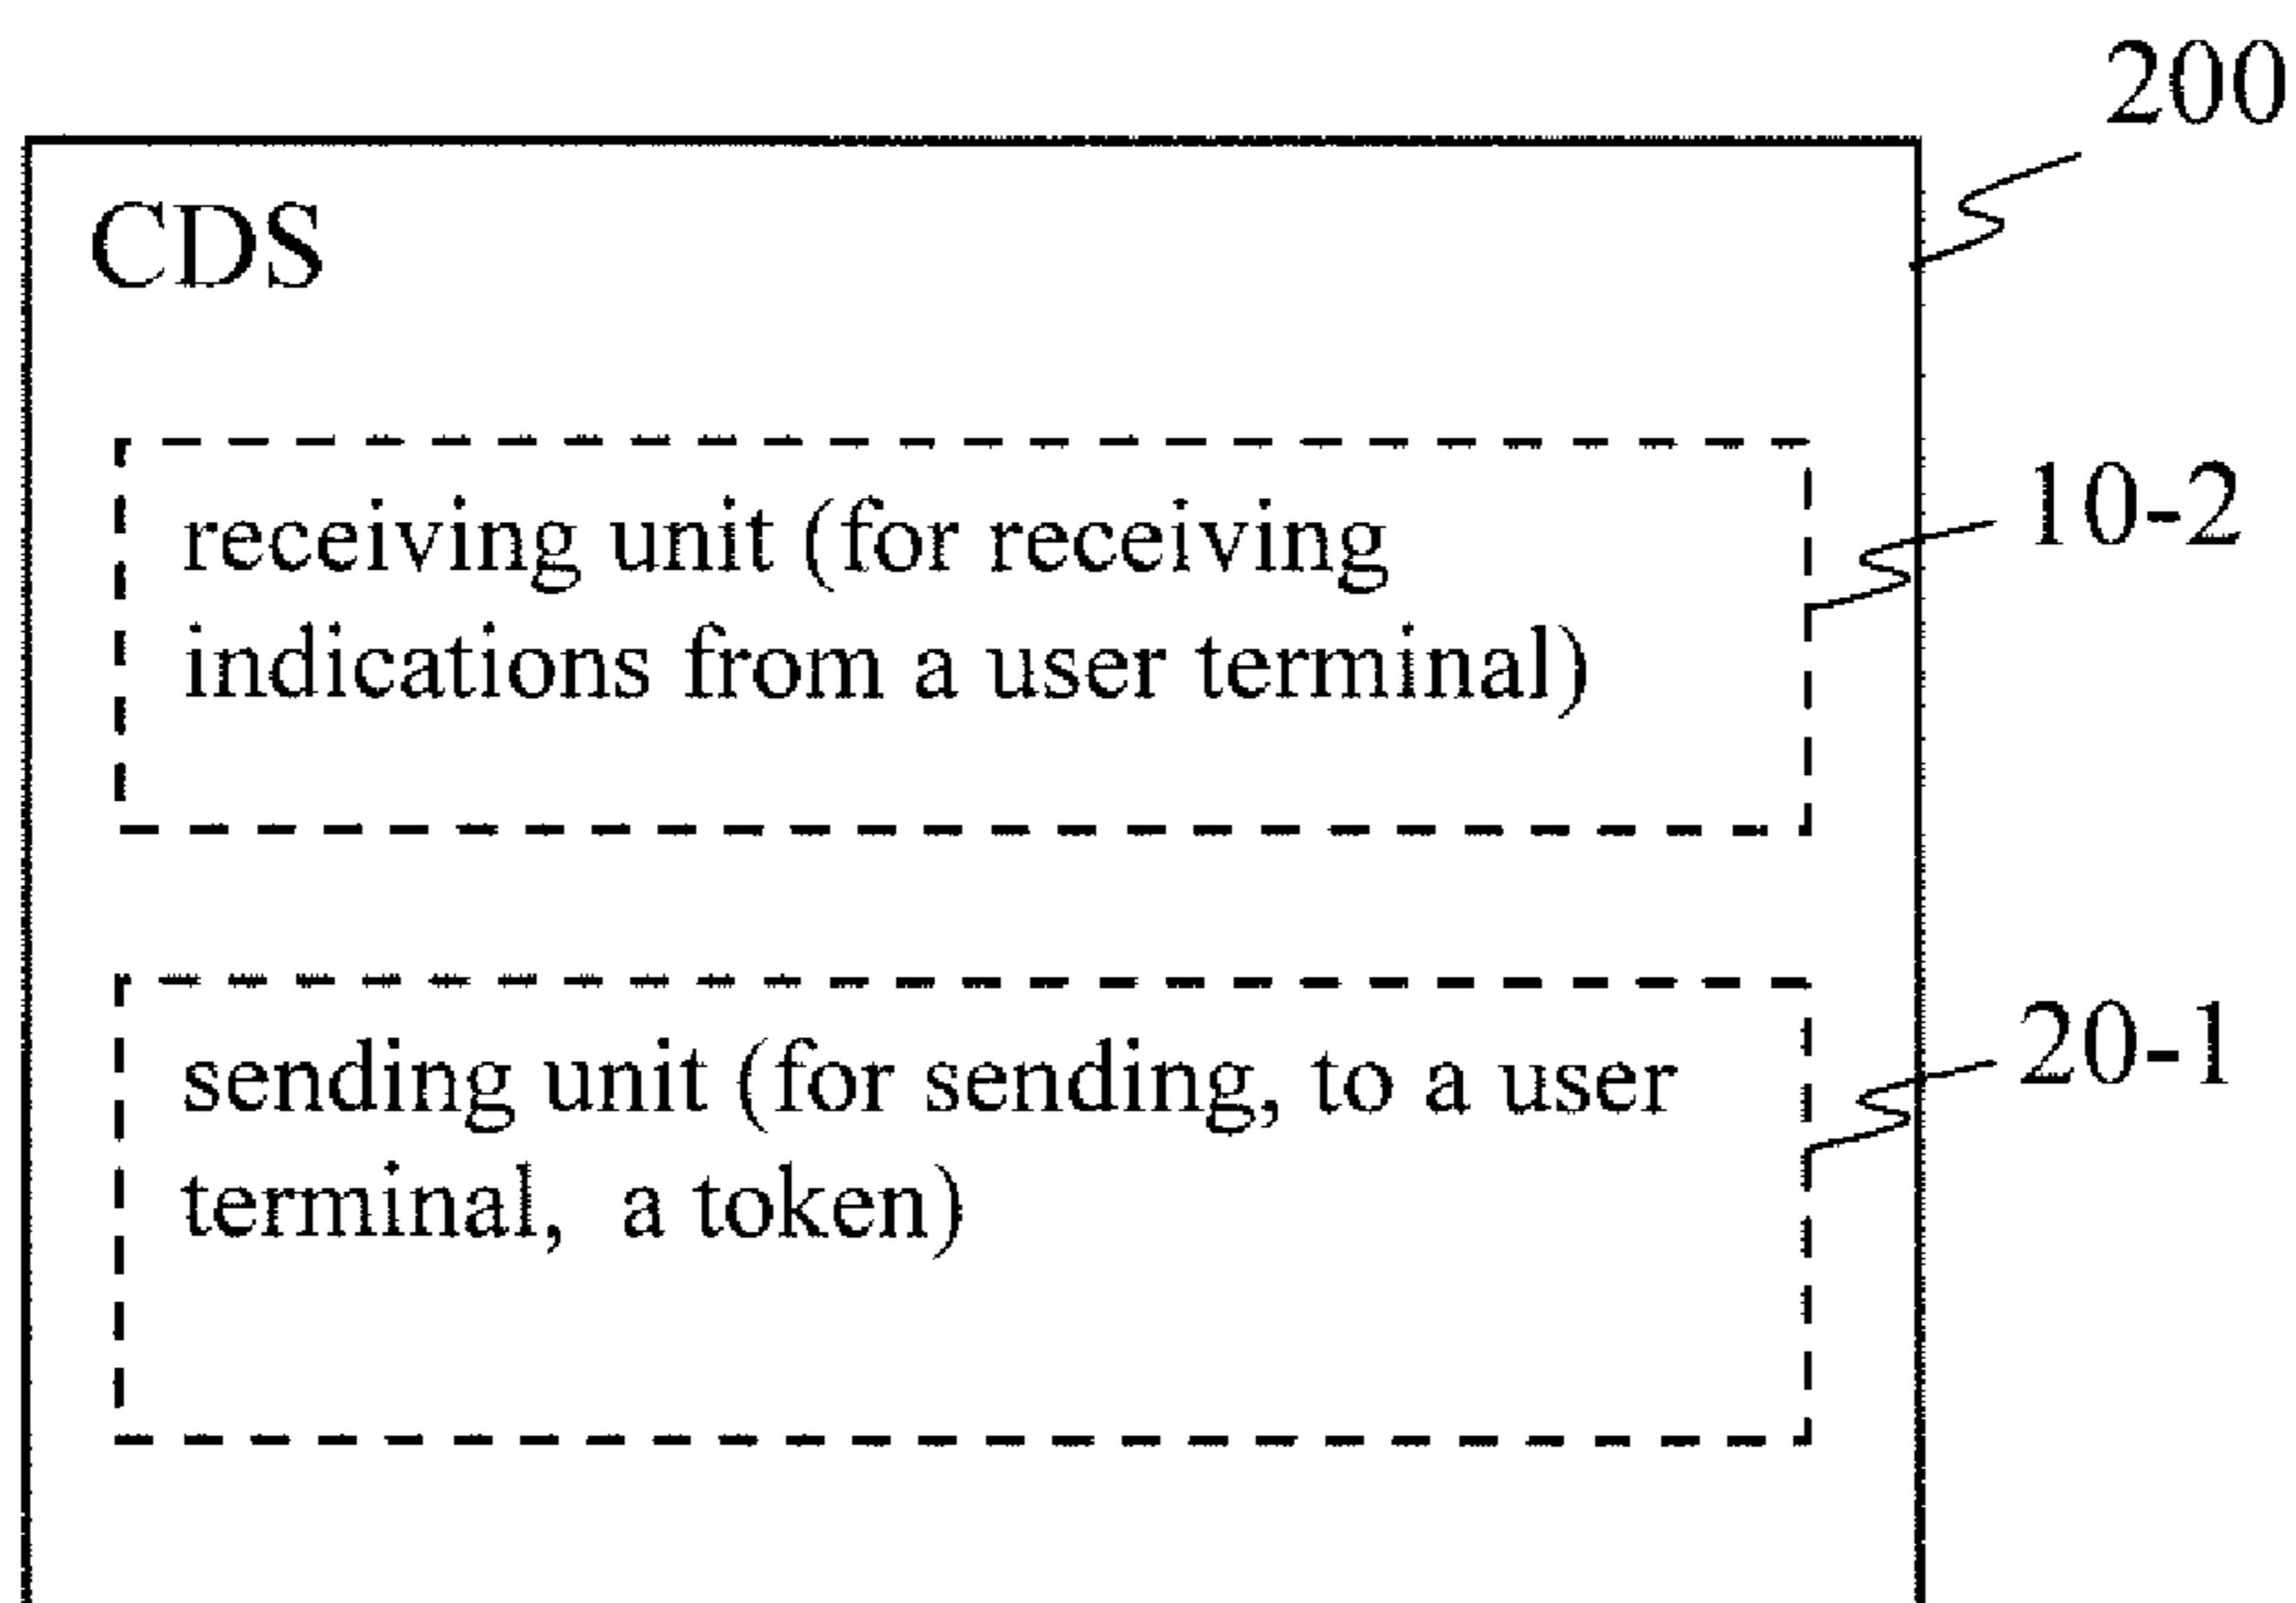 200
CDS
receiving unit (for receiving
10-2
indications from a user terminal)
sending unit (for sending, to a user
20-1
terminal, a token)